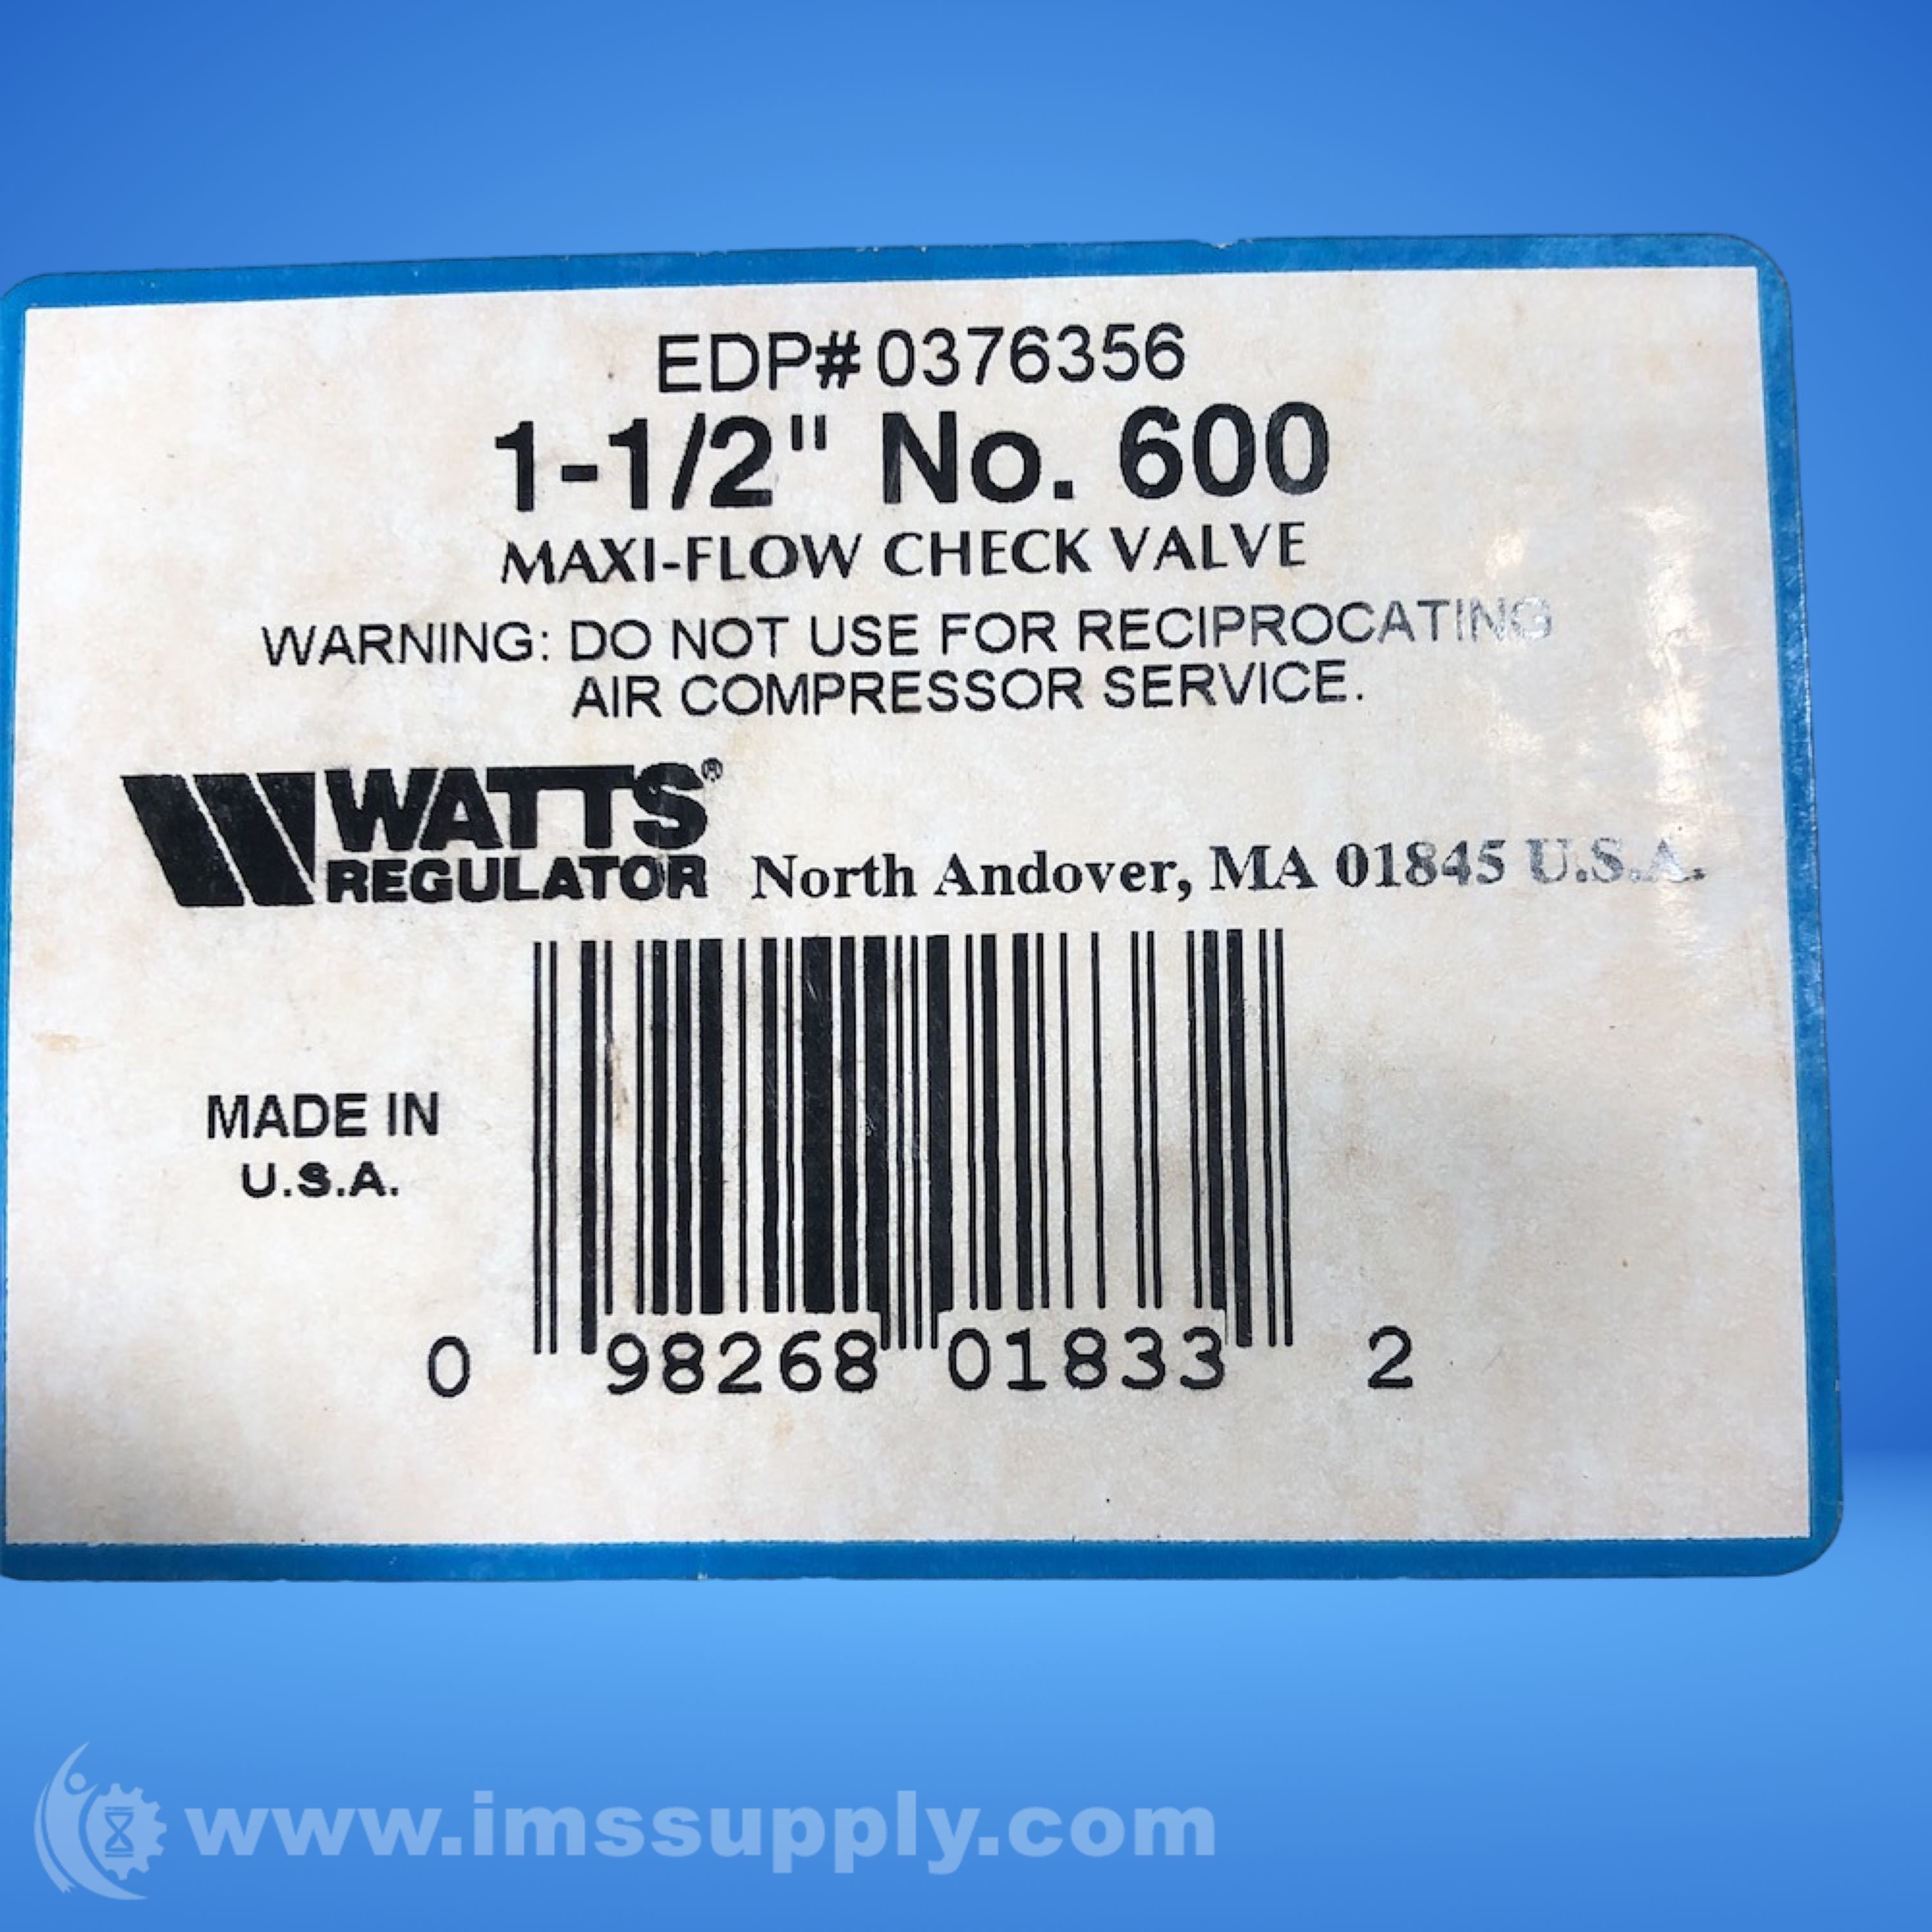 EDP# 0376356
1-1/2" No. 600
MAXI-FLOW CHECK VALVE
WARNING: DO NOT USE FOR RECIPROCATING
AIR COMPRESSOR SERVICE.
WATTS®
REGULATOR North Andover, MA 01845 U.S.A.
MADE IN
U.S.A.
0 98268 01833 2
www.imssupply.com